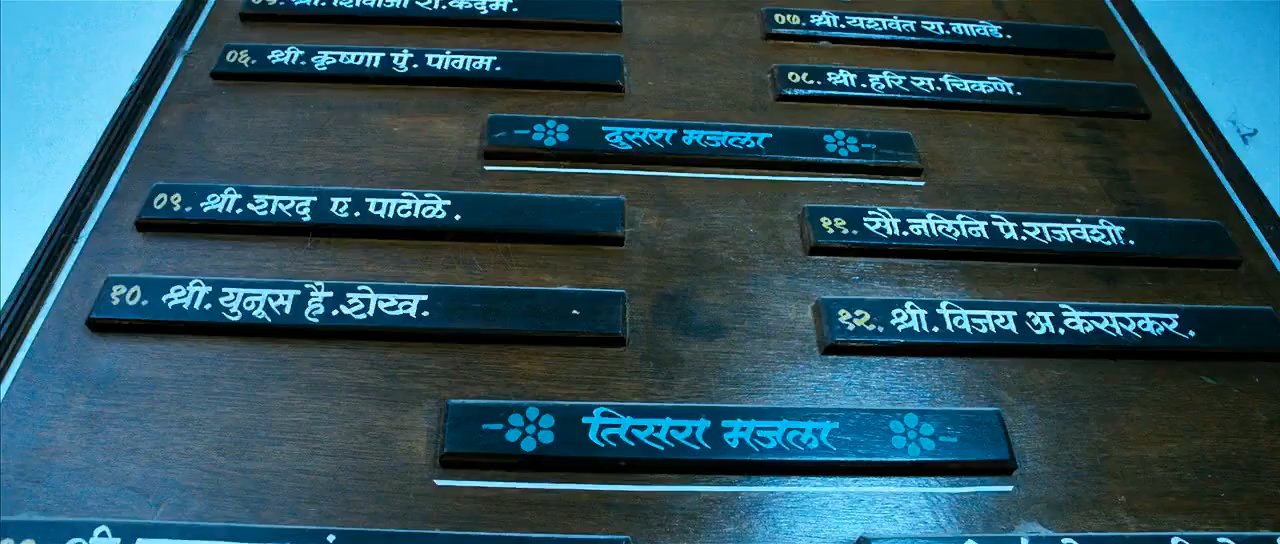 ०५. श्री. शिवाजी रा. कदम.
०७. श्री. यशवंत रा. गावडे.
०६. श्री. कृष्णा पुं. पांगम.
०८. श्री. हरि स. चिकणे.
दुसरा मजला
०९. श्री. शरद ए. पाटोळे.
११. सौ. नलिनि प्रे. राजवंशी.
१०. श्री. युनूस है. शेख.
१२. श्री. विजय अ. केसरकर.
तिसरा मजला